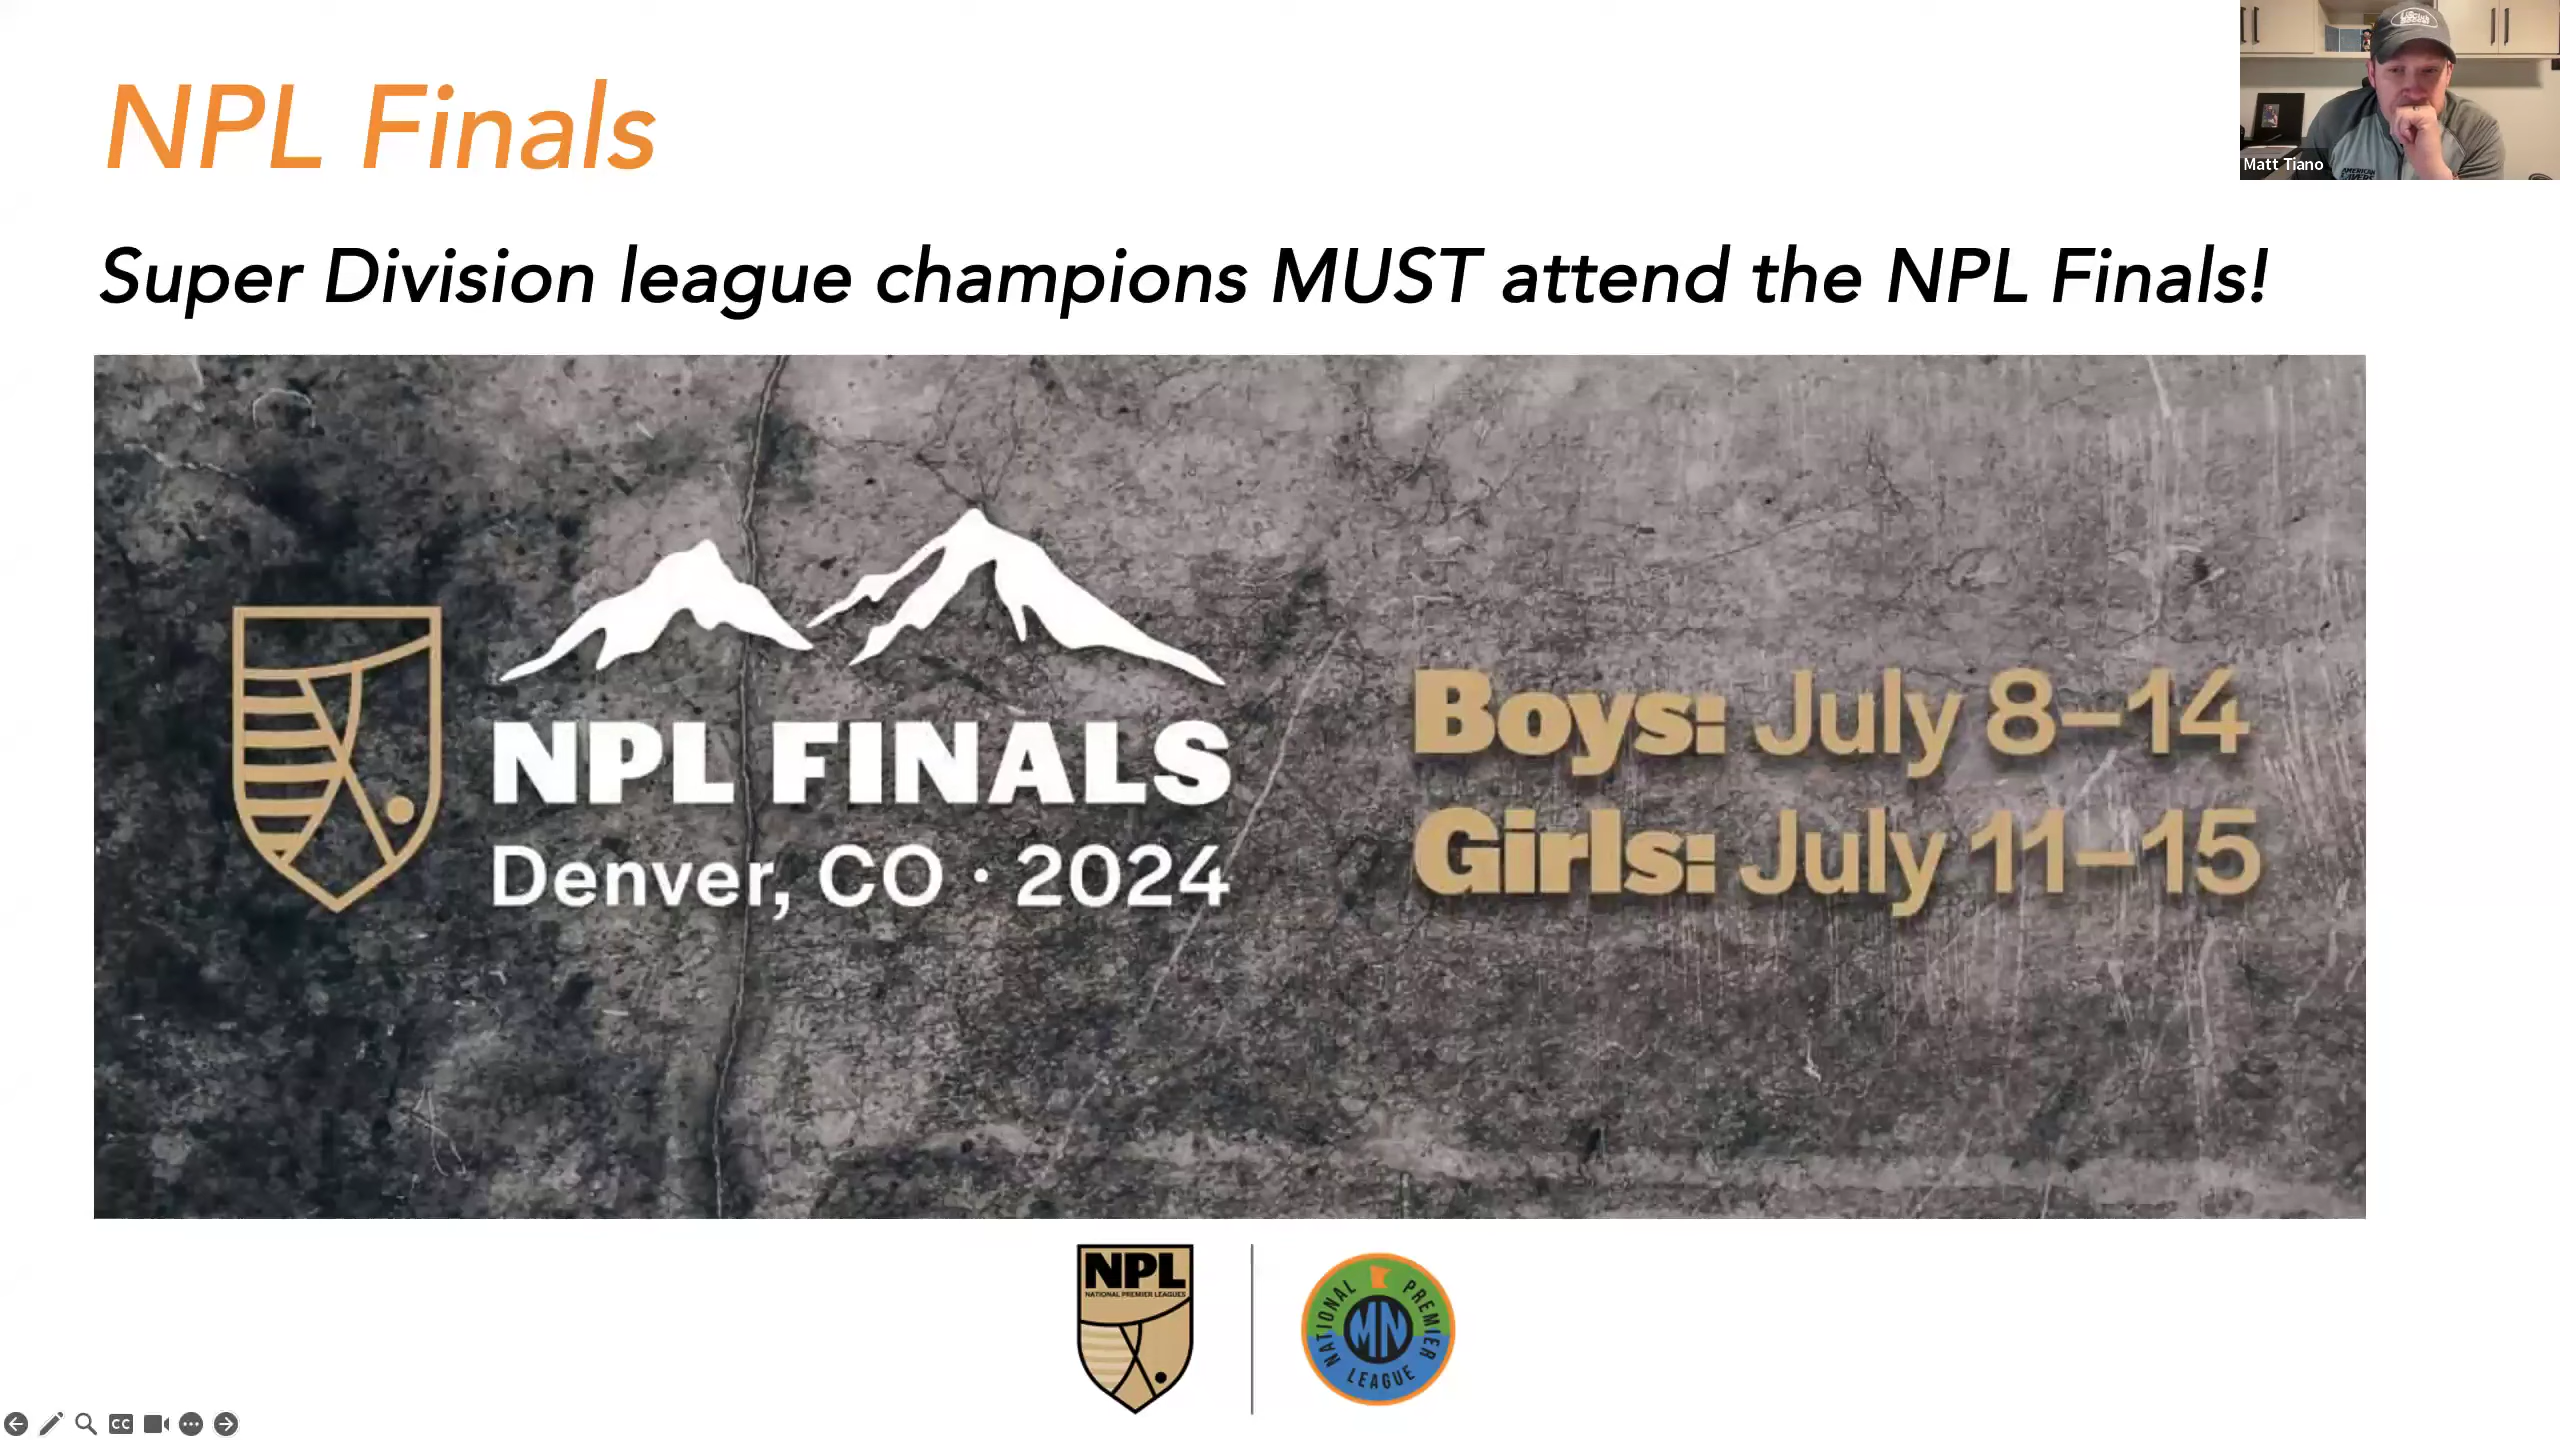 NPL Finals
Matt Tiano
Super Division league champions MUST attend the NPL Finals!
NPL FINALS
Denver, CO · 2024
Boys: July 8–14
Girls: July 11–15
NPL
NATIONAL PREMIER LEAGUES
NATIONAL PREMIER LEAGUE
MN
CC